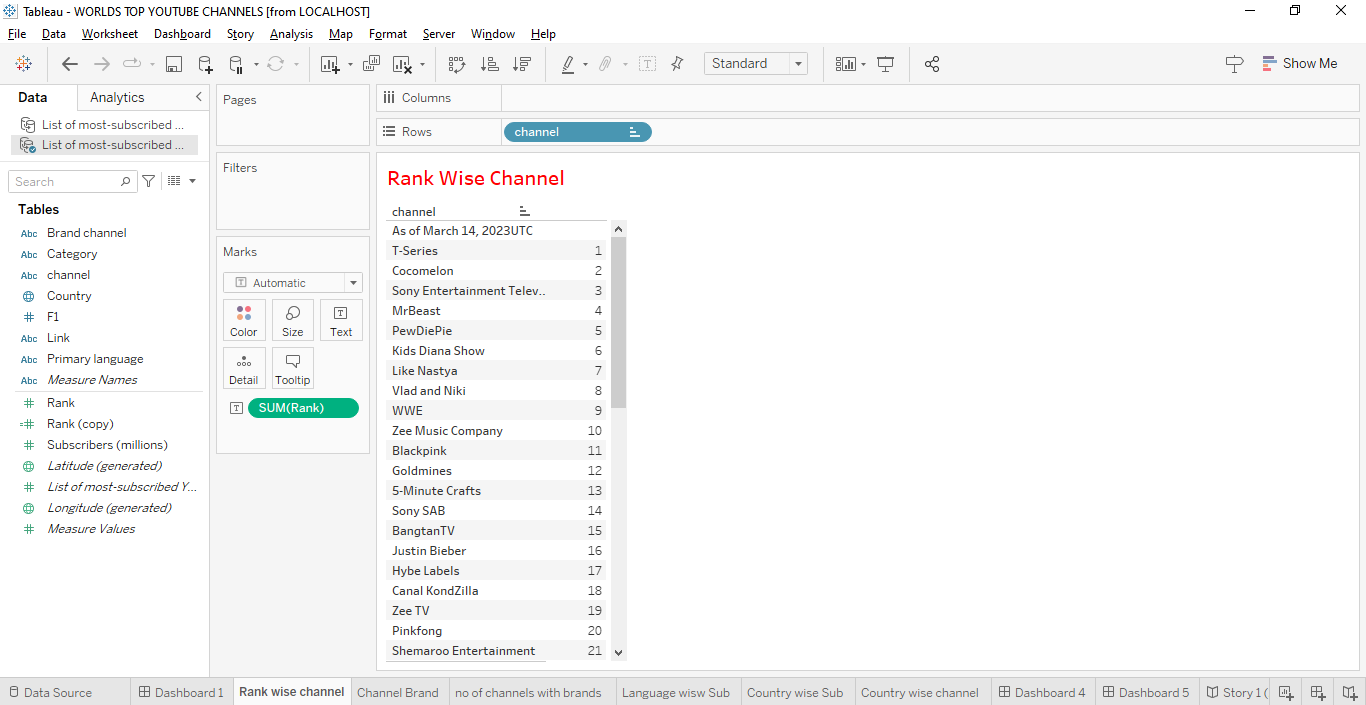 Tableau - WORLDS TOP YOUTUBE CHANNELS [from LOCALHOST]
File Data Worksheet Dashboard Story Analysis Map Format Server Window Help
Standard
Show Me
Data Analytics
List of most-subscribed ...
List of most-subscribed ...
Search
Tables
Abc Brand channel
Abc Category
Abc channel
Country
# F1
Abc Link
Abc Primary language
Abc Measure Names
# Rank
=# Rank (copy)
# Subscribers (millions)
Latitude (generated)
# List of most-subscribed Y...
Longitude (generated)
# Measure Values
Pages
Filters
Marks
T Automatic
Color Size Text
Detail Tooltip
T SUM(Rank)
Columns
Rows channel
Rank Wise Channel
channel
As of March 14, 2023UTC
T-Series 1
Cocomelon 2
Sony Entertainment Telev.. 3
MrBeast 4
PewDiePie 5
Kids Diana Show 6
Like Nastya 7
Vlad and Niki 8
WWE 9
Zee Music Company 10
Blackpink 11
Goldmines 12
5-Minute Crafts 13
Sony SAB 14
BangtanTV 15
Justin Bieber 16
Hybe Labels 17
Canal KondZilla 18
Zee TV 19
Pinkfong 20
Shemaroo Entertainment 21
Data Source Dashboard 1 Rank wise channel Channel Brand no of channels with brands Language wisw Sub Country wise Sub Country wise channel Dashboard 4 Dashboard 5 Story 1 (